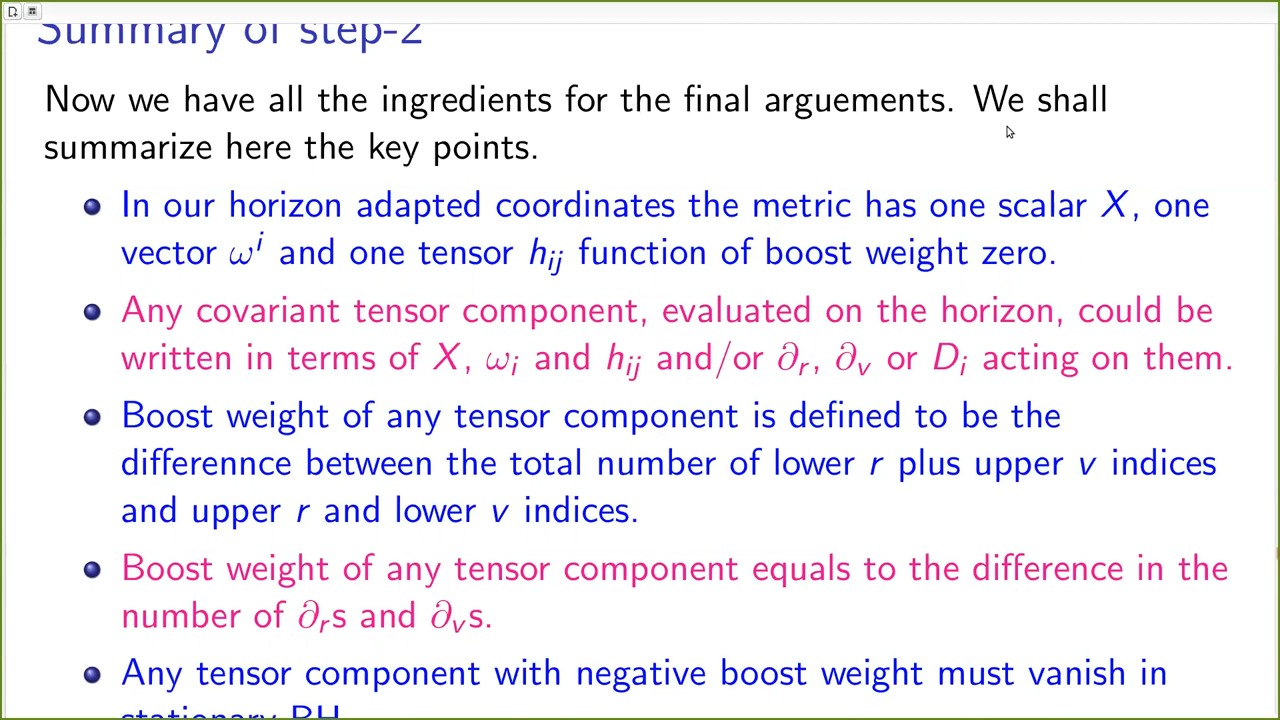 Summary of step-2
Now we have all the ingredients for the final arguements. We shall
summarize here the key points.
In our horizon adapted coordinates the metric has one scalar X, one
vector ω^i and one tensor h_ij function of boost weight zero.
Any covariant tensor component, evaluated on the horizon, could be
written in terms of X, ω_i and h_ij and/or ∂_r, ∂_v or D_i acting on them.
Boost weight of any tensor component is defined to be the
differennce between the total number of lower r plus upper v indices
and upper r and lower v indices.
Boost weight of any tensor component equals to the difference in the
number of ∂_r s and ∂_v s.
Any tensor component with negative boost weight must vanish in
stationary BH